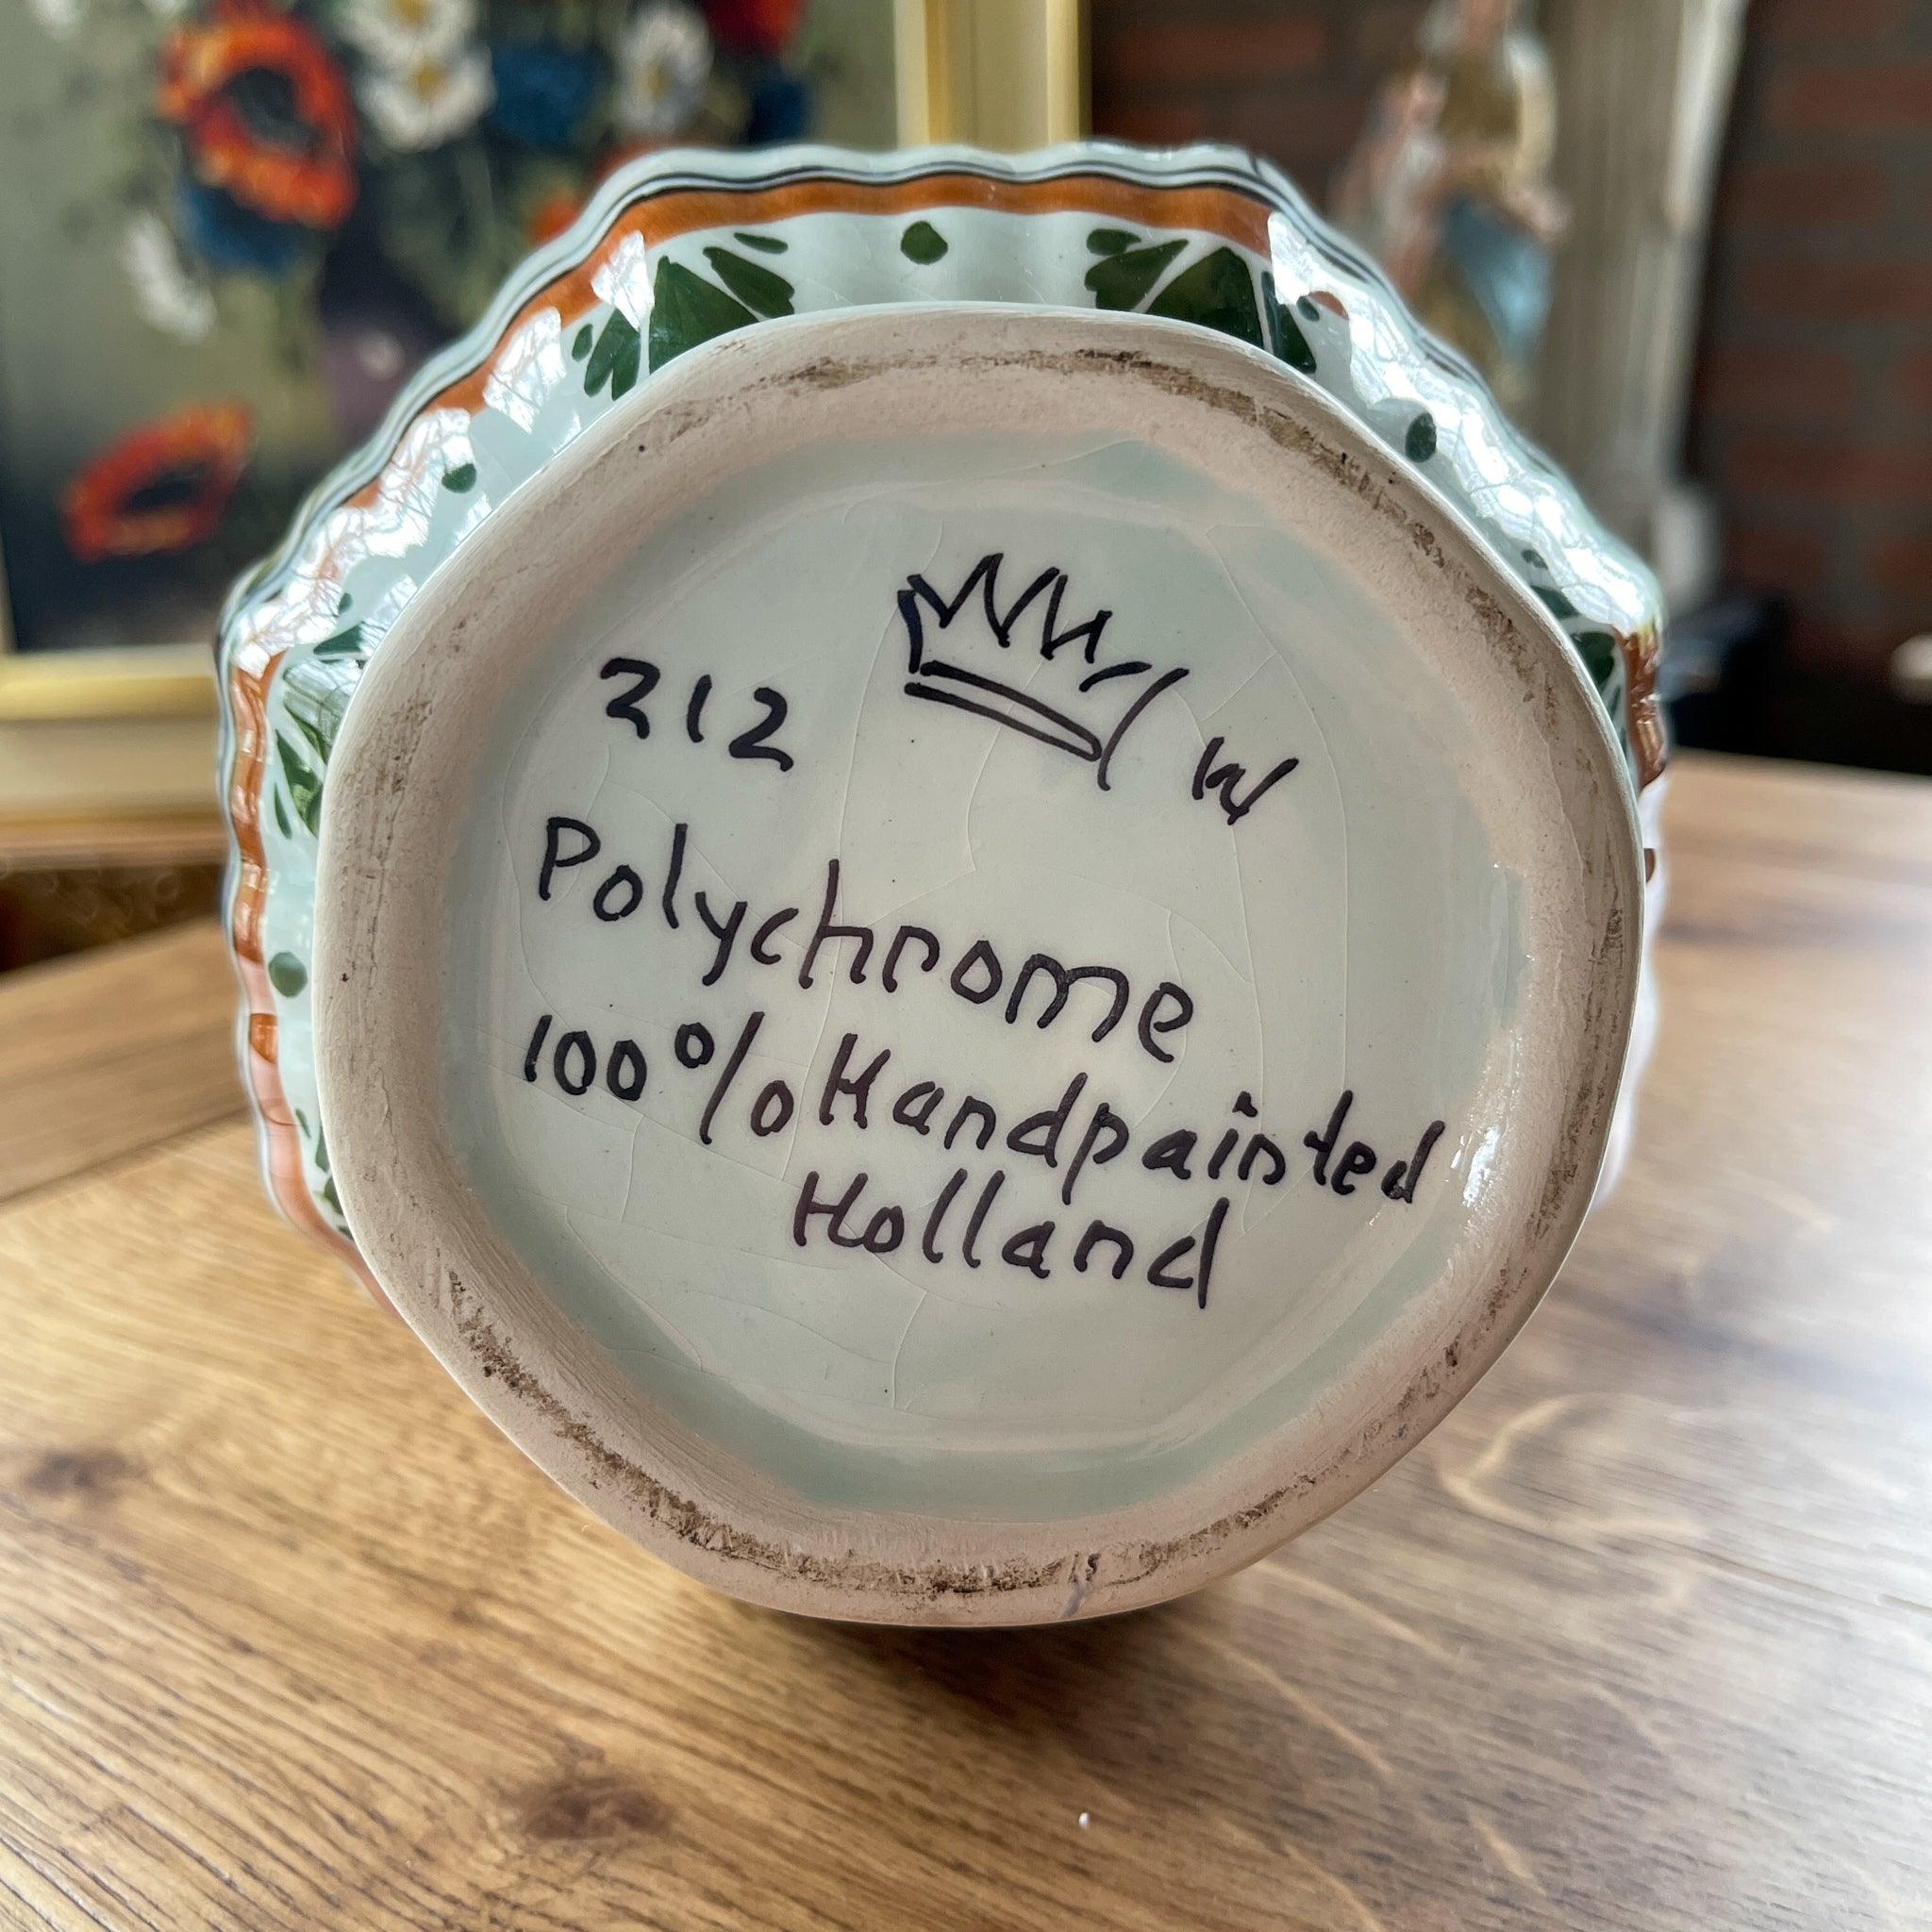 212 W
Polychrome
100% Handpainted
Holland